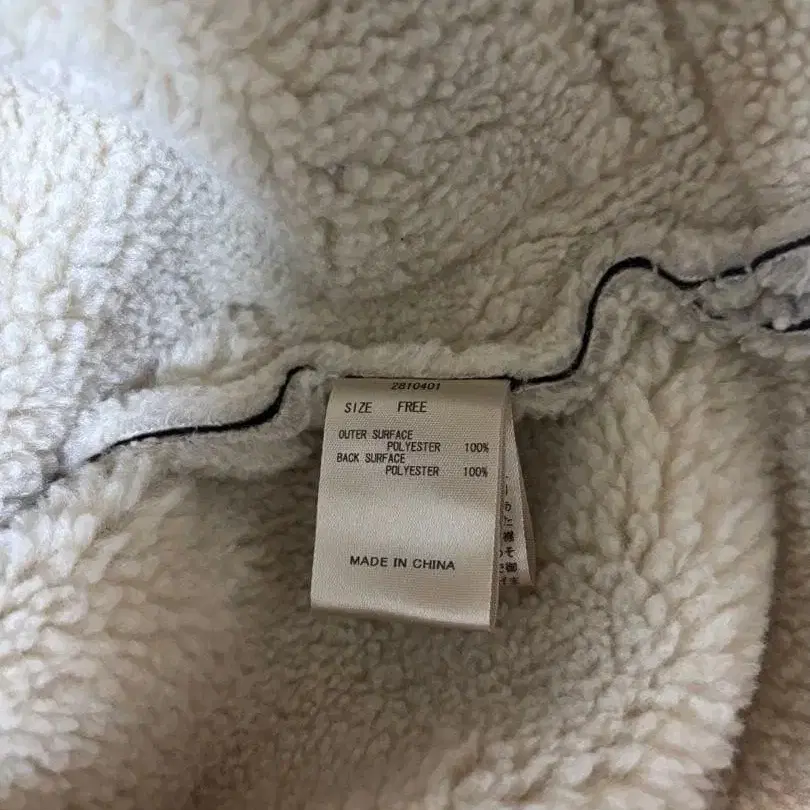 2810401
SIZE FREE
OUTER SURFACE
POLYESTER 100%
BACK SURFACE
POLYESTER 100%
MADE IN CHINA